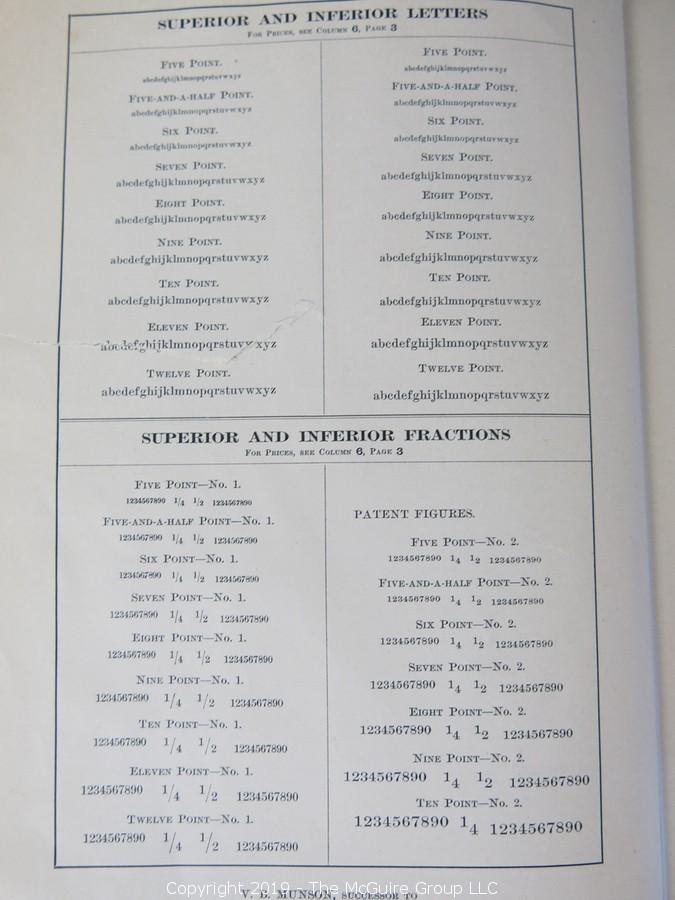 SUPERIOR AND INFERIOR LETTERS
FOR PRICES, SEE COLUMN 6, PAGE 3
FIVE POINT.
abcdefghijklmnopqrstuvwxyz
FIVE-AND-A-HALF POINT.
abcdefghijklmnopqrstuvwxyz
SIX POINT.
abcdefghijklmnopqrstuvwxyz
SEVEN POINT.
abcdefghijklmnopqrstuvwxyz
EIGHT POINT.
abcdefghijklmnopqrstuvwxyz
NINE POINT.
abcdefghijklmnopqrstuvwxyz
TEN POINT.
abcdefghijklmnopqrstuvwxyz
ELEVEN POINT.
abcdefghijklmnopqrstuvwxyz
TWELVE POINT.
abcdefghijklmnopqrstuvwxyz
FIVE POINT.
abcdefghijklmnopqrstuvwxyz
FIVE-AND-A-HALF POINT.
abcdefghijklmnopqrstuvwxyz
SIX POINT.
abcdefghijklmnopqrstuvwxyz
SEVEN POINT.
abcdefghijklmnopqrstuvwxyz
EIGHT POINT.
abcdefghijklmnopqrstuvwxyz
NINE POINT.
abcdefghijklmnopqrstuvwxyz
TEN POINT.
abcdefghijklmnopqrstuvwxyz
ELEVEN POINT.
abcdefghijklmnopqrstuvwxyz
TWELVE POINT.
abcdefghijklmnopqrstuvwxyz
SUPERIOR AND INFERIOR FRACTIONS
FOR PRICES, SEE COLUMN 6, PAGE 3
FIVE POINT—No. 1.
1234567890 1/4 1/2 1234567890
FIVE-AND-A-HALF POINT—No. 1.
1234567890 1/4 1/2 1234567890
SIX POINT—No. 1.
1234567890 1/4 1/2 1234567890
SEVEN POINT—No. 1.
1234567890 1/4 1/2 1234567890
EIGHT POINT—No. 1.
1234567890 1/4 1/2 1234567890
NINE POINT—No. 1.
1234567890 1/4 1/2 1234567890
TEN POINT—No. 1.
1234567890 1/4 1/2 1234567890
ELEVEN POINT—No. 1.
1234567890 1/4 1/2 1234567890
TWELVE POINT—No. 1.
1234567890 1/4 1/2 1234567890
PATENT FIGURES.
FIVE POINT—No. 2.
1234567890 ¹₄ ¹₂ 1234567890
FIVE-AND-A-HALF POINT—No. 2.
1234567890 ¹₄ ¹₂ 1234567890
SIX POINT—No. 2.
1234567890 ¹₄ ¹₂ 1234567890
SEVEN POINT—No. 2.
1234567890 ¹₄ ¹₂ 1234567890
EIGHT POINT—No. 2.
1234567890 ¹₄ ¹₂ 1234567890
NINE POINT—No. 2.
1234567890 ¹₄ ¹₂ 1234567890
TEN POINT—No. 2.
1234567890 ¹₄ 1234567890
Copyright 2019 - The McGuire Group LLC
V. B. MUNSON, SUCCESSOR TO